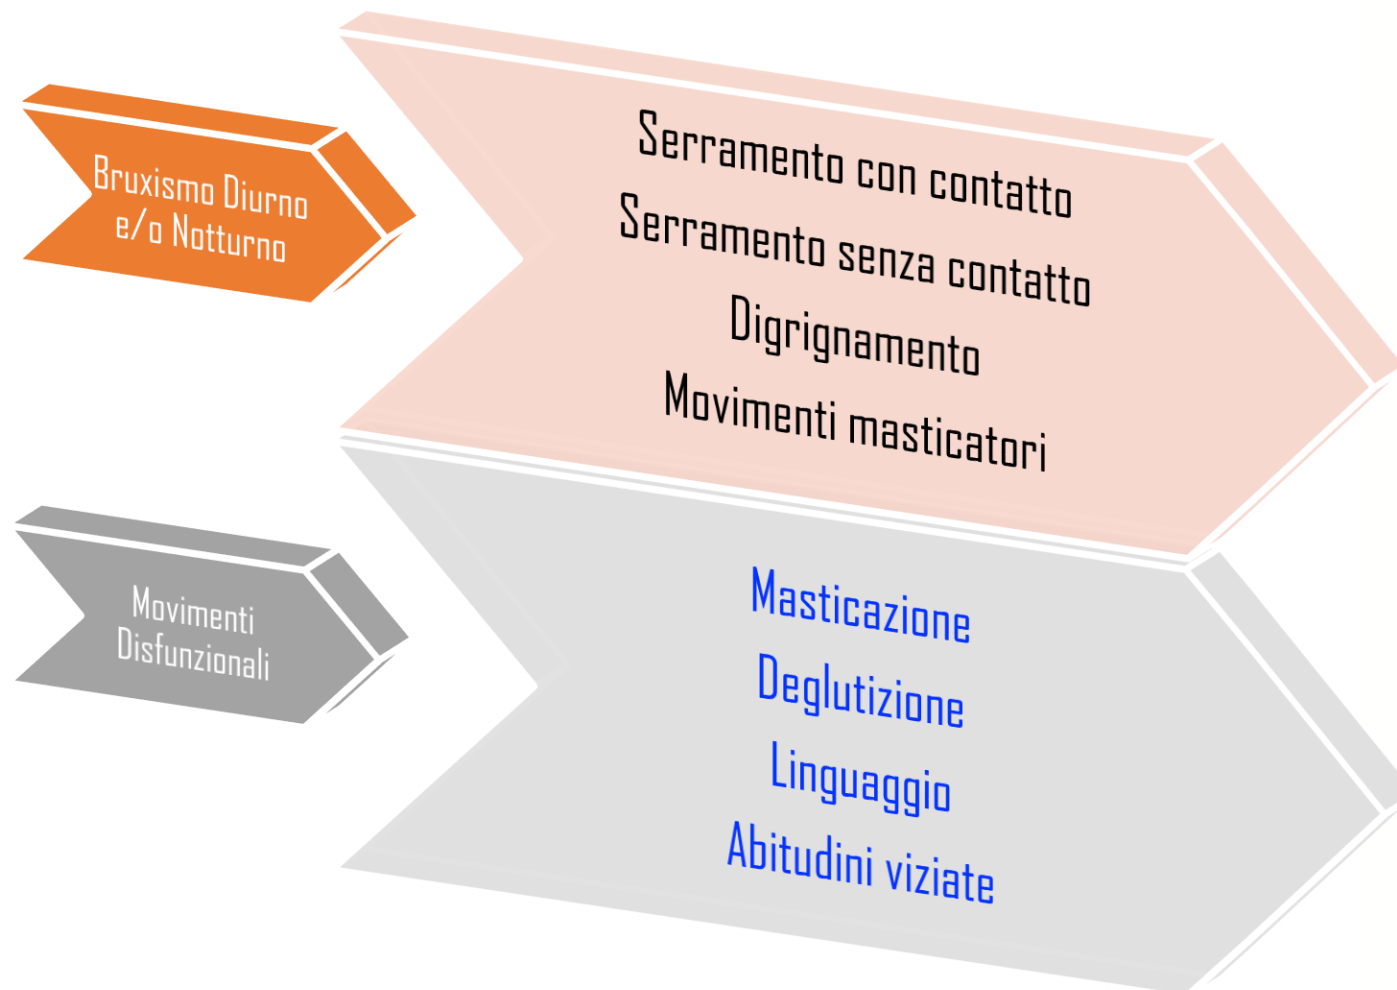 Bruxismo Diurno
e/o Notturno
Serramento con contatto
Serramento senza contatto
Digrignamento
Movimenti masticatori
Movimenti
Disfunzionali
Masticazione
Deglutizione
Linguaggio
Abitudini viziate